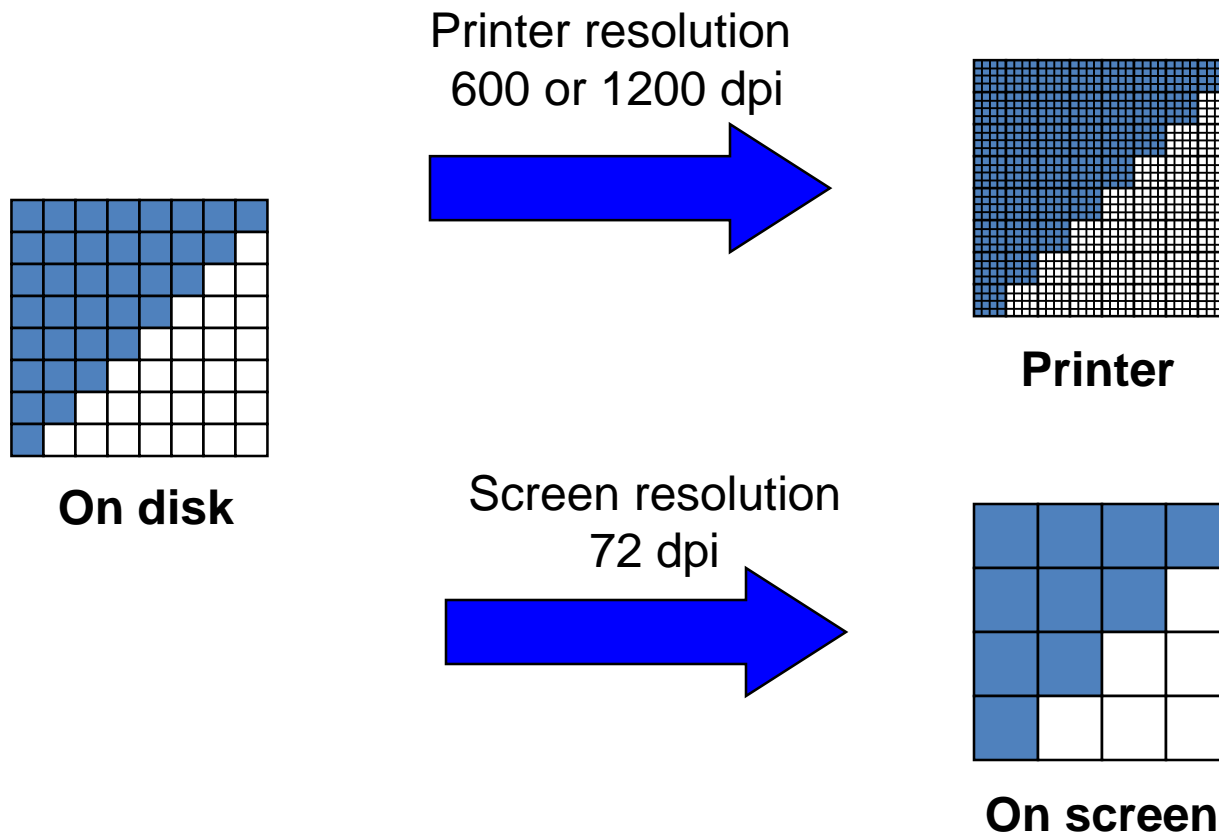 Printer resolution
600 or 1200 dpi
Printer
On disk
Screen resolution
72 dpi
On screen